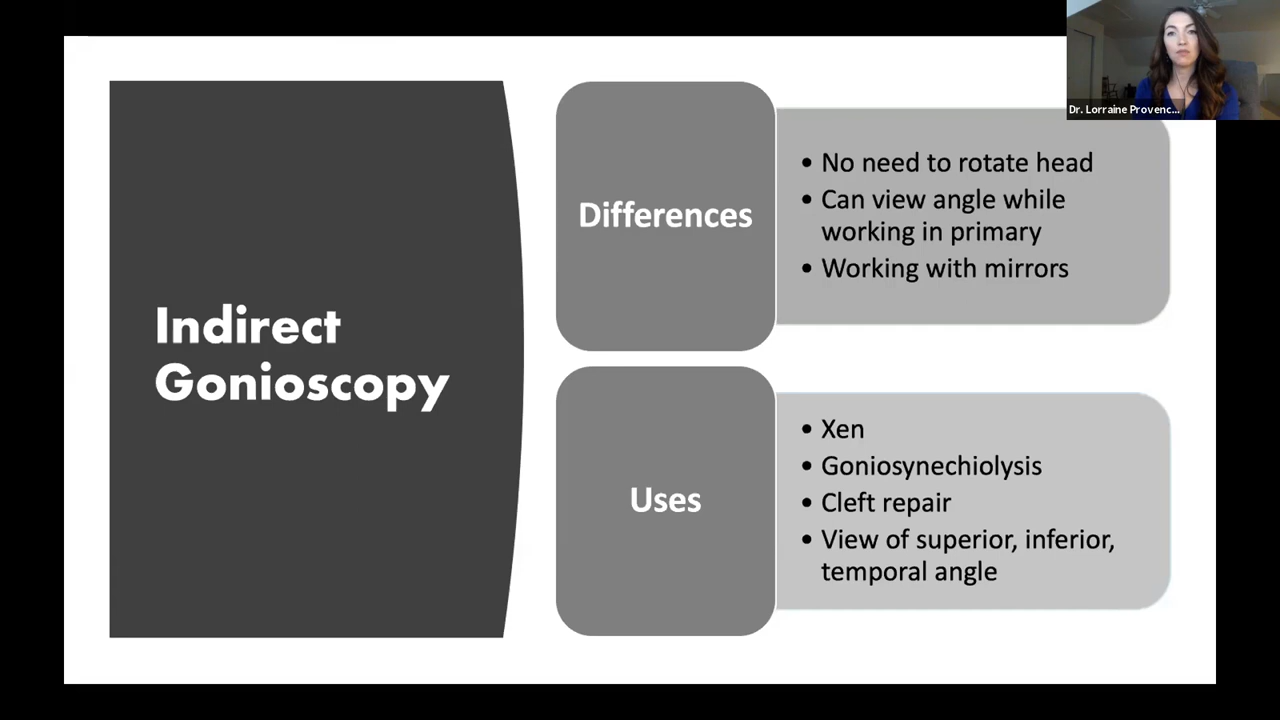 Dr. Lorraine Provenc...
Indirect
Gonioscopy
Differences
• No need to rotate head
• Can view angle while
working in primary
• Working with mirrors
Uses
• Xen
• Goniosynechiolysis
• Cleft repair
• View of superior, inferior,
temporal angle